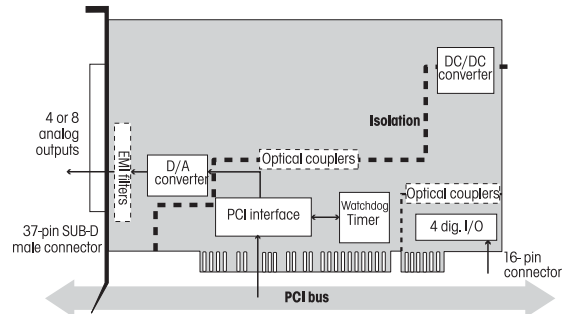 DC/DC
converter
Isolation
4 or 8
analog
outputs
EMI filters
D/A
converter
Optical couplers
Optical couplers
PCI interface
Watchdog
Timer
4 dig. I/O
37-pin SUB-D
male connector
16- pin
connector
PCI bus